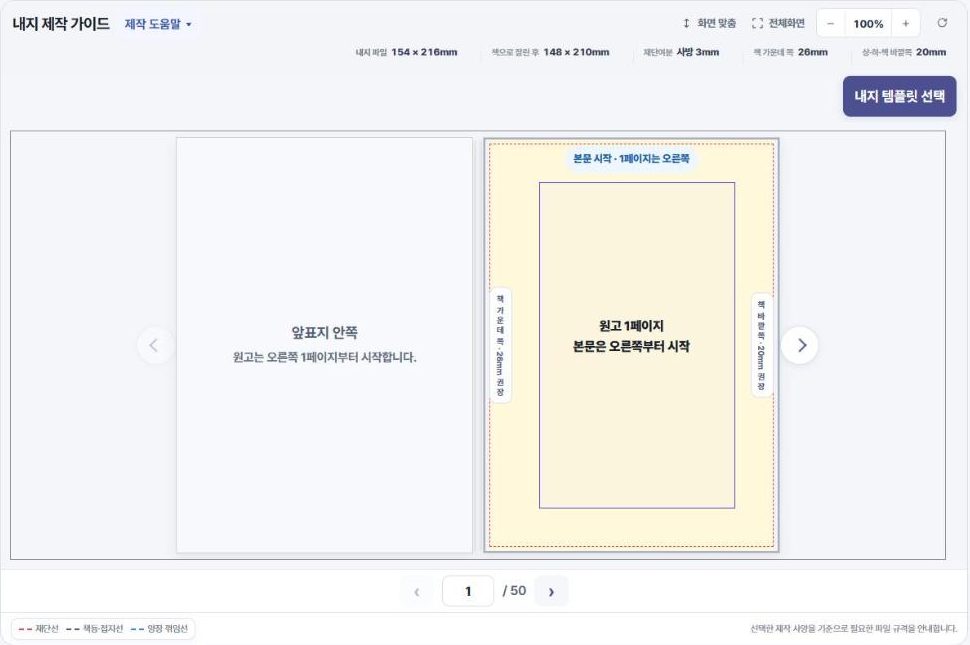 내지 제작 가이드 제작 도움말 화면 맞춤 전체화면 − 100% +
내지 파일 154 × 216mm 책으로 잘린 후 148 × 210mm 재단여분 사방 3mm 책 가운데 쪽 26mm 상·하·책 바깥쪽 20mm
내지 템플릿 선택
앞표지 안쪽
원고는 오른쪽 1페이지부터 시작합니다.
본문 시작 · 1페이지는 오른쪽
책 가운데 쪽 · 26mm 권장
원고 1페이지
본문은 오른쪽부터 시작
책 바깥쪽 · 20mm 권장
‹ 1 / 50 ›
재단선 책등·접지선 양장 꺾임선
선택한 제작 사양을 기준으로 필요한 파일 규격을 안내합니다.